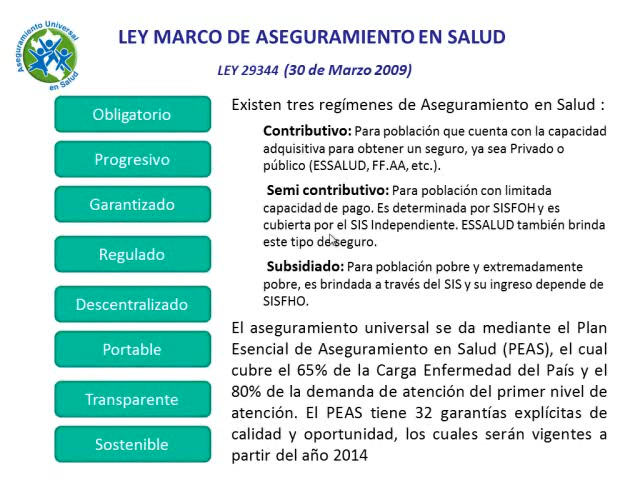 Aseguramiento Universal
en Salud
LEY MARCO DE ASEGURAMIENTO EN SALUD
LEY 29344 (30 de Marzo 2009)
Obligatorio
Progresivo
Garantizado
Regulado
Descentralizado
Portable
Transparente
Sostenible
Existen tres regímenes de Aseguramiento en Salud :
Contributivo: Para población que cuenta con la capacidad
adquisitiva para obtener un seguro, ya sea Privado o
público (ESSALUD, FF.AA, etc.).
Semi contributivo: Para población con limitada
capacidad de pago. Es determinada por SISFOH y es
cubierta por el SIS Independiente. ESSALUD también brinda
este tipo de seguro.
Subsidiado: Para población pobre y extremadamente
pobre, es brindada a través del SIS y su ingreso depende de
SISFHO.
El aseguramiento universal se da mediante el Plan
Esencial de Aseguramiento en Salud (PEAS), el cual
cubre el 65% de la Carga Enfermedad del País y el
80% de la demanda de atención del primer nivel de
atención. El PEAS tiene 32 garantías explícitas de
calidad y oportunidad, los cuales serán vigentes a
partir del año 2014